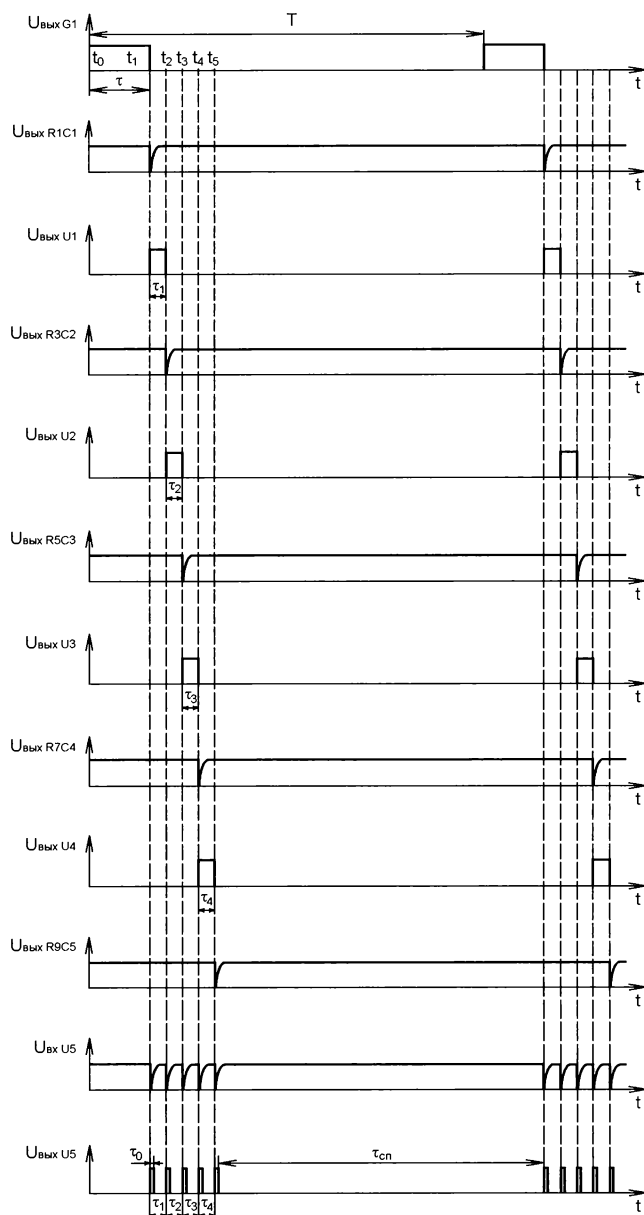 Uвых G1
T
t0 t1 t2 t3 t4 t5
t
τ
Uвых R1C1
t
Uвых U1
t
τ1
Uвых R3C2
t
Uвых U2
t
τ2
Uвых R5C3
t
Uвых U3
t
τ3
Uвых R7C4
t
Uвых U4
t
τ4
Uвых R9C5
t
Uвх U5
t
Uвых U5
τ0
τсп
t
τ1 τ2 τ3 τ4